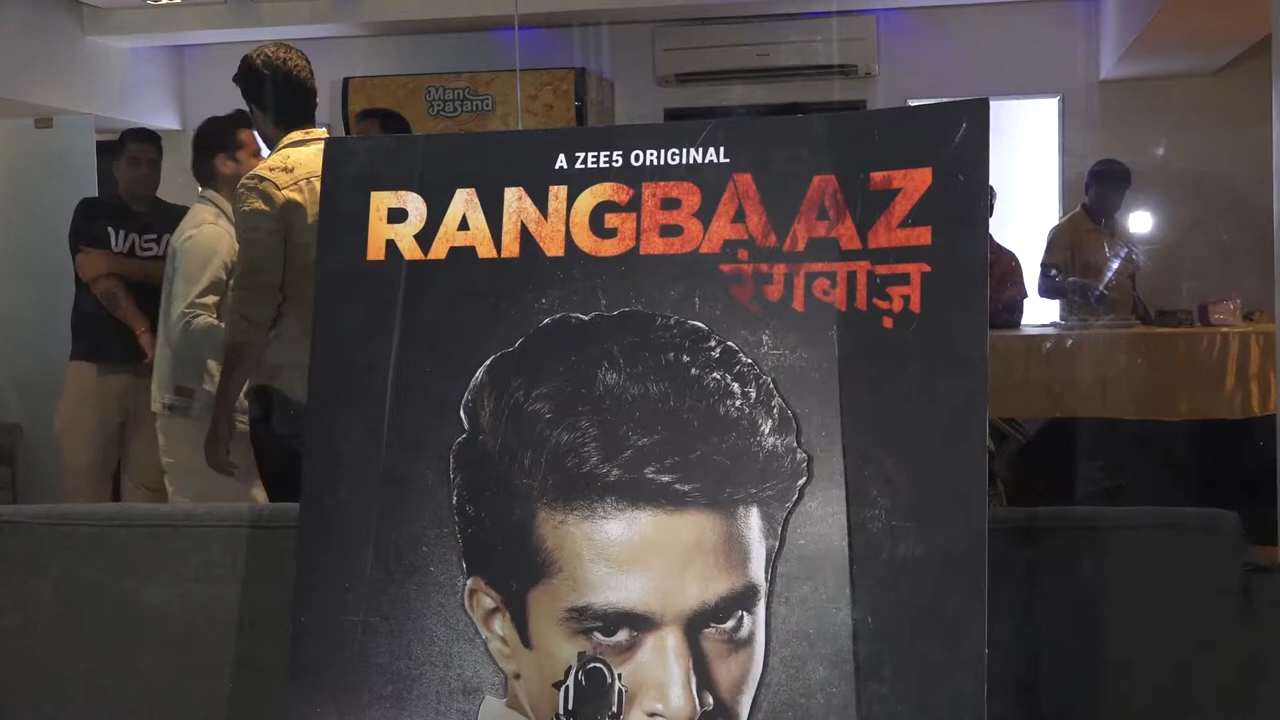 Man
Pasand
A ZEE5 ORIGINAL
RANGBAAZ
रंगबाज़
NASA